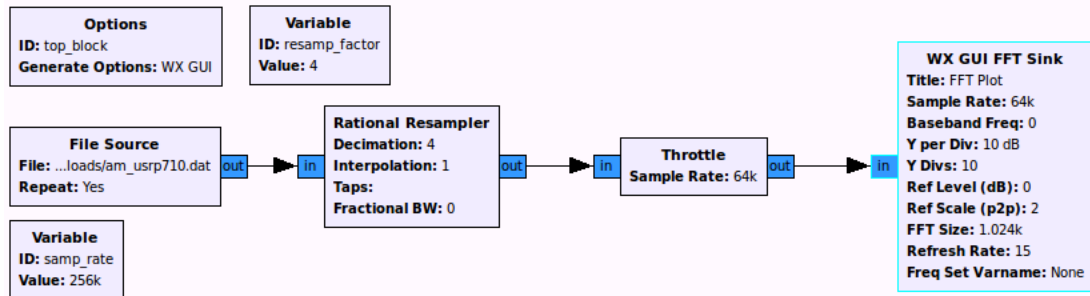 Options
ID: top_block
Generate Options: WX GUI
Variable
ID: resamp_factor
Value: 4
File Source
File: ...loads/am_usrp710.dat
Repeat: Yes
out
in
Rational Resampler
Decimation: 4
Interpolation: 1
Taps:
Fractional BW: 0
out
in
Throttle
Sample Rate: 64k
out
in
WX GUI FFT Sink
Title: FFT Plot
Sample Rate: 64k
Baseband Freq: 0
Y per Div: 10 dB
Y Divs: 10
Ref Level (dB): 0
Ref Scale (p2p): 2
FFT Size: 1.024k
Refresh Rate: 15
Freq Set Varname: None
Variable
ID: samp_rate
Value: 256k